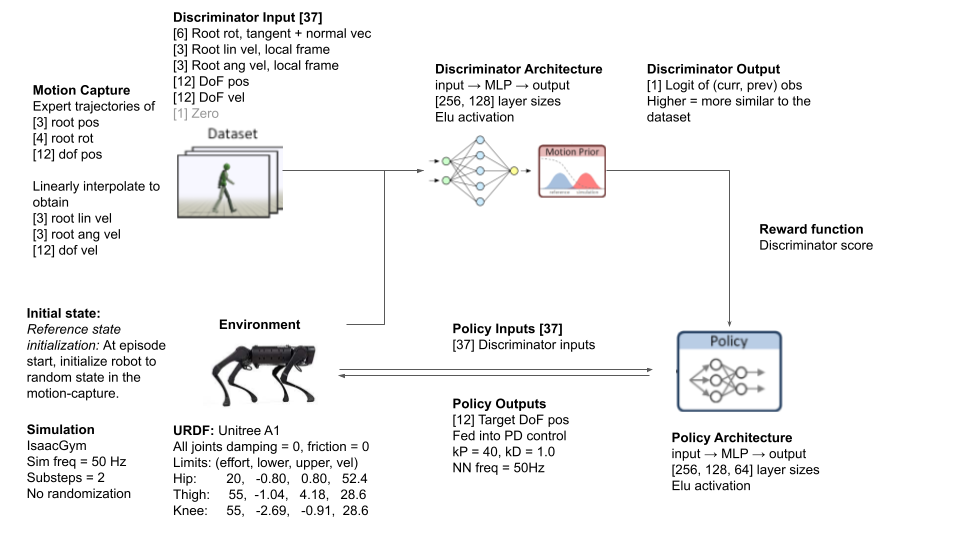 Discriminator Input [37]
[6] Root rot, tangent + normal vec
[3] Root lin vel, local frame
[3] Root ang vel, local frame
[12] DoF pos
[12] DoF vel
[1] Zero
Dataset
Motion Capture
Expert trajectories of
[3] root pos
[4] root rot
[12] dof pos
Linearly interpolate to
obtain
[3] root lin vel
[3] root ang vel
[12] dof vel
Discriminator Architecture
input → MLP → output
[256, 128] layer sizes
Elu activation
Motion Prior
reference simulation
Discriminator Output
[1] Logit of (curr, prev) obs
Higher = more similar to the
dataset
Reward function
Discriminator score
Initial state:
Reference state
initialization: At episode
start, initialize robot to
random state in the
motion-capture.
Environment
Policy Inputs [37]
[37] Discriminator inputs
Policy
Policy Outputs
[12] Target DoF pos
Fed into PD control
kP = 40, kD = 1.0
NN freq = 50Hz
Simulation
IsaacGym
Sim freq = 50 Hz
Substeps = 2
No randomization
URDF: Unitree A1
All joints damping = 0, friction = 0
Limits: (effort, lower, upper, vel)
Hip: 20, -0.80, 0.80, 52.4
Thigh: 55, -1.04, 4.18, 28.6
Knee: 55, -2.69, -0.91, 28.6
Policy Architecture
input → MLP → output
[256, 128, 64] layer sizes
Elu activation